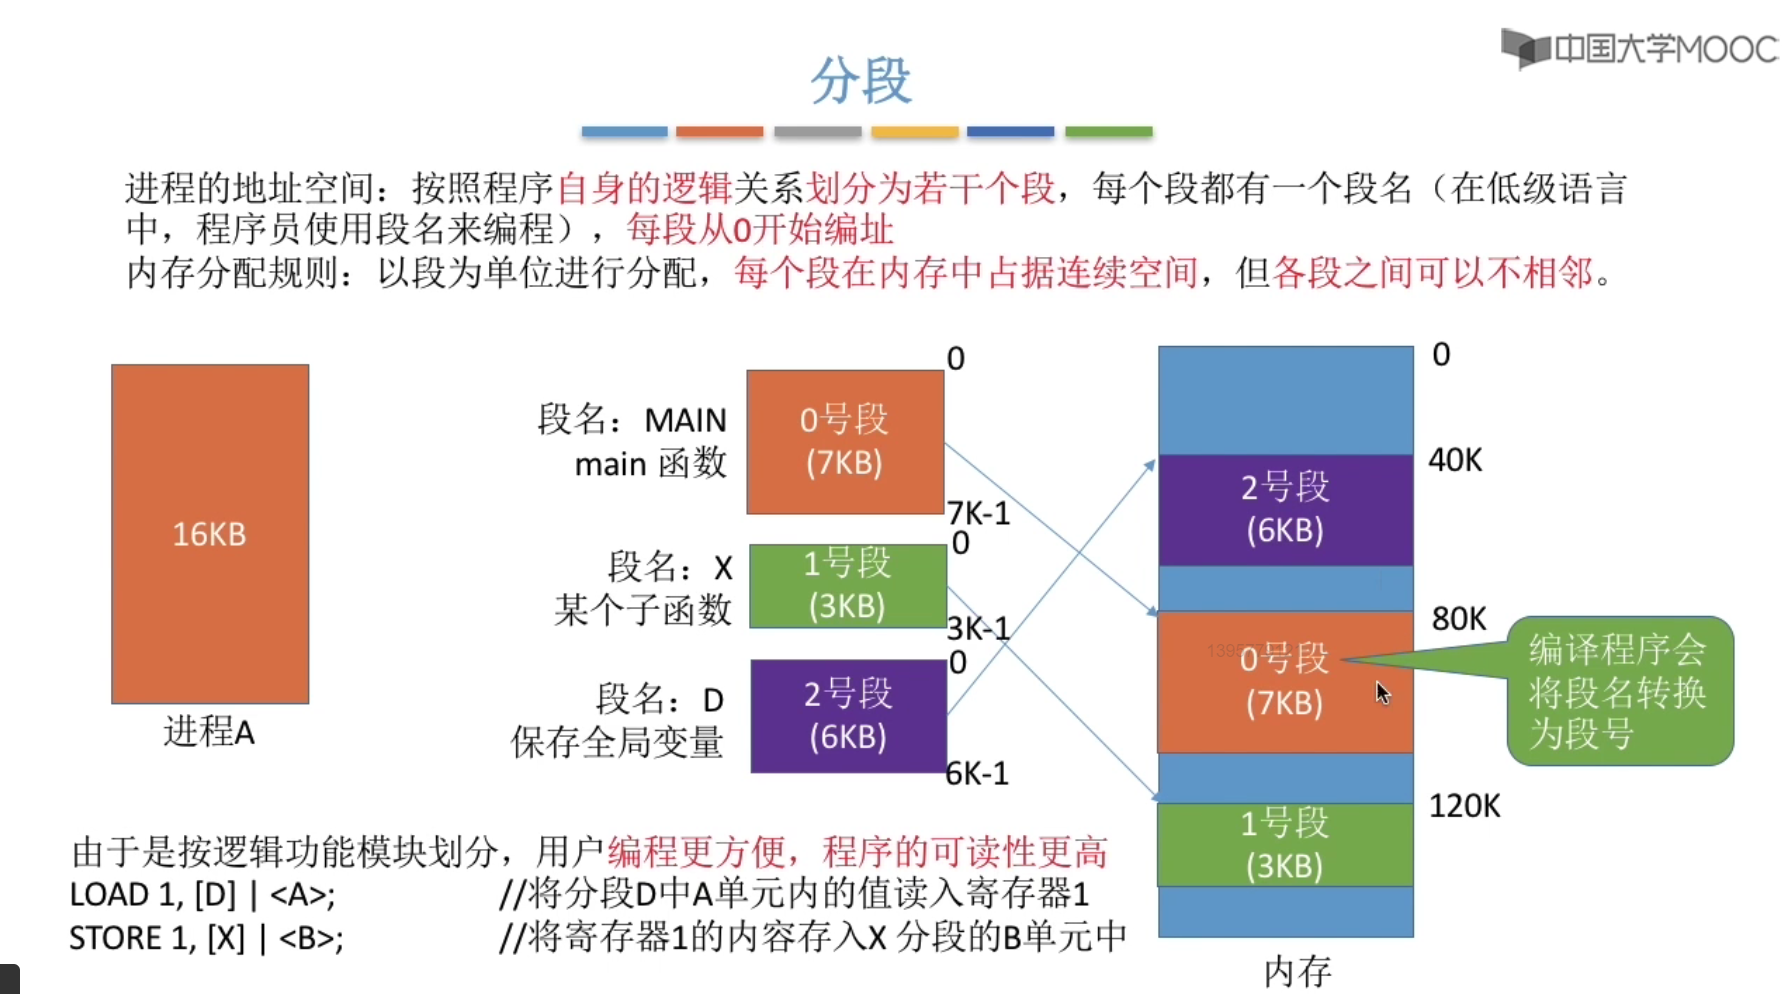 中国大学MOOC
分段
进程的地址空间：按照程序自身的逻辑关系划分为若干个段，每个段都有一个段名（在低级语言
中，程序员使用段名来编程），每段从0开始编址
内存分配规则：以段为单位进行分配，每个段在内存中占据连续空间，但各段之间可以不相邻。
16KB
进程A
段名：MAIN
main 函数
0号段
(7KB)
0
7K-1
段名：X
某个子函数
1号段
(3KB)
0
3K-1
段名：D
保存全局变量
2号段
(6KB)
0
6K-1
0
40K
2号段
(6KB)
80K
0号段
(7KB)
120K
1号段
(3KB)
内存
编译程序会
将段名转换
为段号
由于是按逻辑功能模块划分，用户编程更方便，程序的可读性更高
LOAD 1, [D] | <A>; //将分段D中A单元内的值读入寄存器1
STORE 1, [X] | <B>; //将寄存器1的内容存入X 分段的B单元中